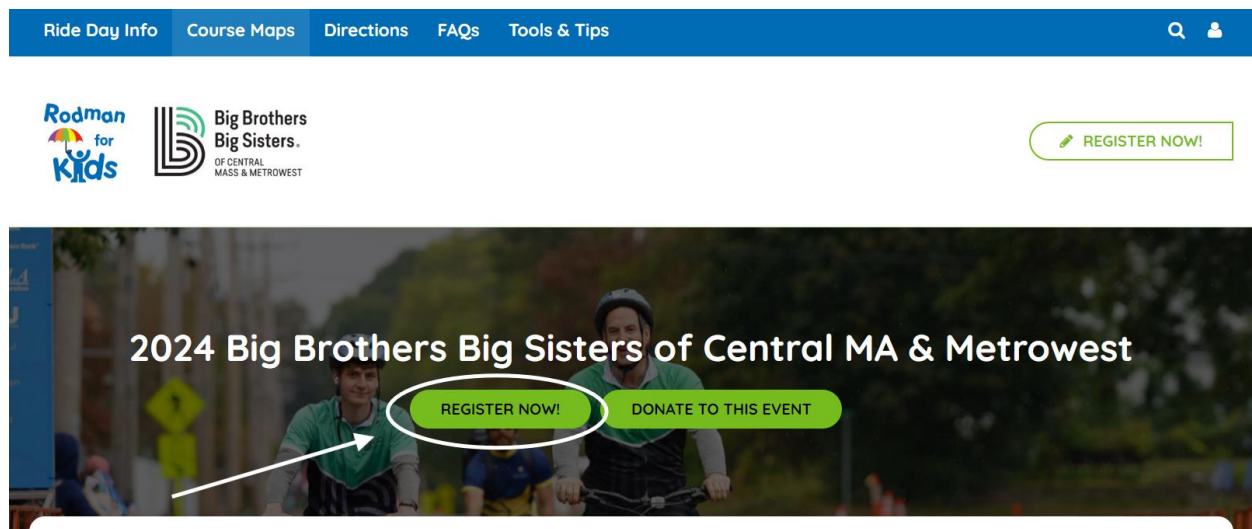 Ride Day Info Course Maps Directions FAQs Tools & Tips
Rodman
for
Kids
Big Brothers
Big Sisters.
OF CENTRAL
MASS & METROWEST
REGISTER NOW!
2024 Big Brothers Big Sisters of Central MA & Metrowest
REGISTER NOW! DONATE TO THIS EVENT